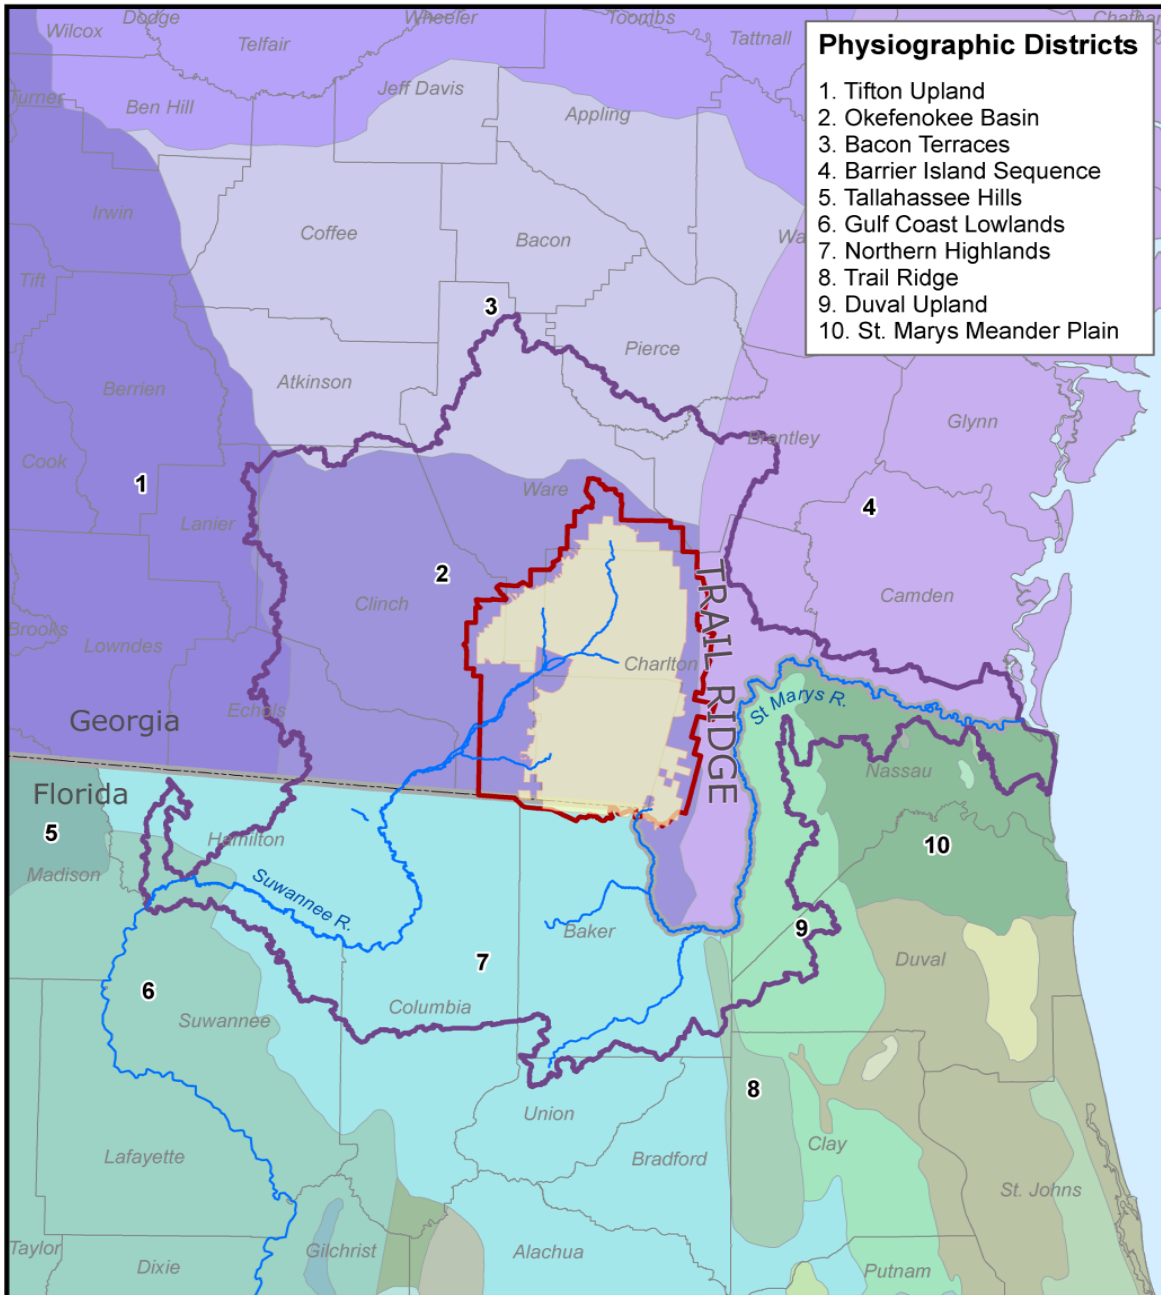 Dodge
Wheeler
Toombs
Chatham
Wilcox
Telfair
Tattnall
Physiographic Districts
1. Tifton Upland
2. Okefenokee Basin
3. Bacon Terraces
4. Barrier Island Sequence
5. Tallahassee Hills
6. Gulf Coast Lowlands
7. Northern Highlands
8. Trail Ridge
9. Duval Upland
10. St. Marys Meander Plain
Turner
Ben Hill
Jeff Davis
Appling
Irwin
Coffee
Bacon
Wa
Tift
3
Pierce
Atkinson
Berrien
Glynn
Brantley
Cook
1
Ware
4
Lanier
2
Clinch
Camden
Brooks
Lowndes
Charlton
TRAIL RIDGE
Echols
St Marys R.
Georgia
Nassau
Florida
5
Hamilton
10
Madison
Suwannee R.
Baker
9
Duval
7
6
Columbia
Suwannee
8
Union
Clay
Lafayette
Bradford
St. Johns
Taylor
Gilchrist
Alachua
Dixie
Putnam